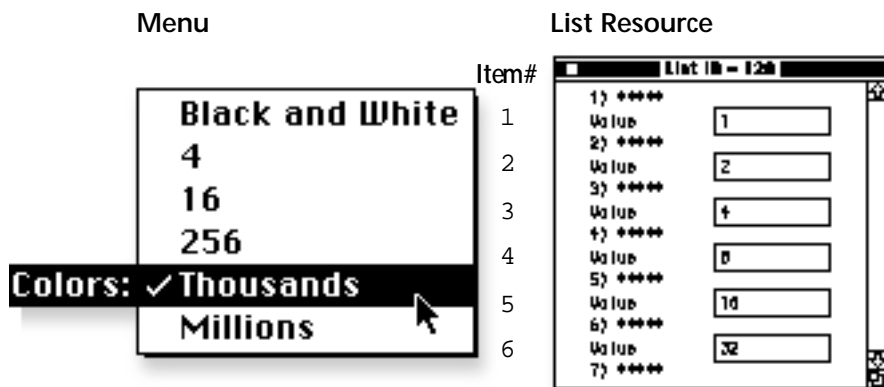 Menu
List Resource
Item#
Black and White
4
16
256
Colors: ✓ Thousands
Millions
1
2
3
4
5
6
List ID = 128
1) *****
Value 1
2) *****
Value 2
3) *****
Value 4
4) *****
Value 8
5) *****
Value 16
6) *****
Value 32
7) *****